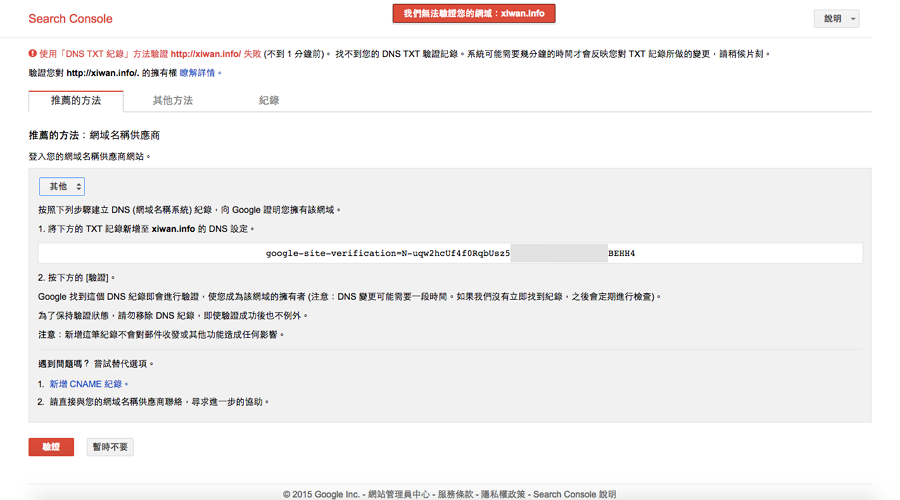 我們無法驗證您的網域：xiwan.info
Search Console
說明
使用「DNS TXT 紀錄」方法驗證 http://xiwan.info/ 失敗 (不到 1 分鐘前)。 找不到您的 DNS TXT 驗證記錄。系統可能需要幾分鐘的時間才會反映您對 TXT 記錄所做的變更，請稍候片刻。
驗證您對 http://xiwan.info/. 的擁有權 瞭解詳情。
推薦的方法 其他方法 紀錄
推薦的方法：網域名稱供應商
登入您的網域名稱供應商網站。
其他
按照下列步驟建立 DNS (網域名稱系統) 紀錄，向 Google 證明您擁有該網域。
1. 將下方的 TXT 記錄新增至 xiwan.info 的 DNS 設定。
google-site-verification=N-uqw2hcUf4f0RqbUsz5 BEHH4
2. 按下方的 [驗證]。
Google 找到這個 DNS 紀錄即會進行驗證，使您成為該網域的擁有者 (注意：DNS 變更可能需要一段時間。如果我們沒有立即找到紀錄，之後會定期進行檢查)。
為了保持驗證狀態，請勿移除 DNS 紀錄，即使驗證成功後也不例外。
注意：新增這筆紀錄不會對郵件收發或其他功能造成任何影響。
遇到問題嗎？ 嘗試替代選項。
1. 新增 CNAME 紀錄。
2. 請直接與您的網域名稱供應商聯絡，尋求進一步的協助。
驗證 暫時不要
© 2015 Google Inc. - 網站管理員中心 - 服務條款 - 隱私權政策 - Search Console 說明